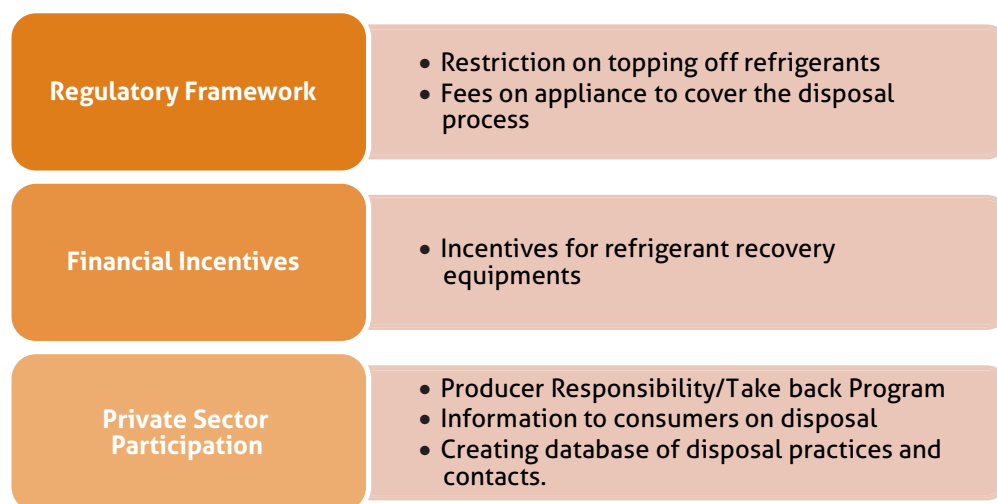 Regulatory Framework
• Restriction on topping off refrigerants
• Fees on appliance to cover the disposal
process
Financial Incentives
• Incentives for refrigerant recovery
equipments
Private Sector
Participation
• Producer Responsibility/Take back Program
• Information to consumers on disposal
• Creating database of disposal practices and
contacts.